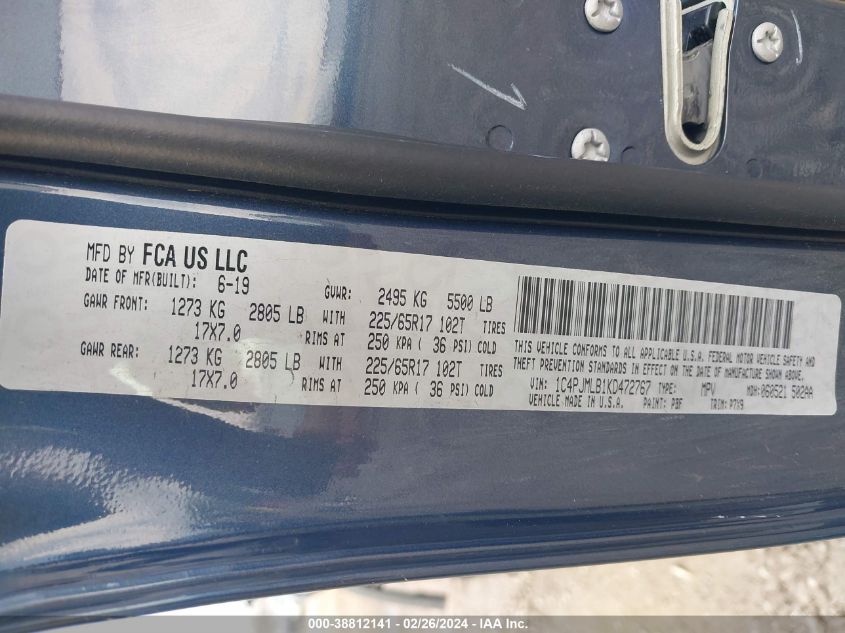 MFD BY FCA US LLC
DATE OF MFR(BUILT): 6-19 GVWR: 2495 KG 5500 LB
GAWR FRONT: 1273 KG 2805 LB WITH 225/65R17 102T TIRES
17X7.0 RIMS AT 250 KPA ( 36 PSI) COLD
GAWR REAR: 1273 KG 2805 LB WITH 225/65R17 102T TIRES
17X7.0 RIMS AT 250 KPA ( 36 PSI) COLD
THIS VEHICLE CONFORMS TO ALL APPLICABLE U.S.A. FEDERAL MOTOR VEHICLE SAFETY AND
THEFT PREVENTION STANDARDS IN EFFECT ON THE DATE OF MANUFACTURE SHOWN ABOVE.
VIN: 1C4PJMLB1KD472767 TYPE: MPV MDH: 060521 502AA
VEHICLE MADE IN U.S.A. PAINT: PBF TRIM: P7X9
000-38812141 - 02/26/2024 - IAA Inc.